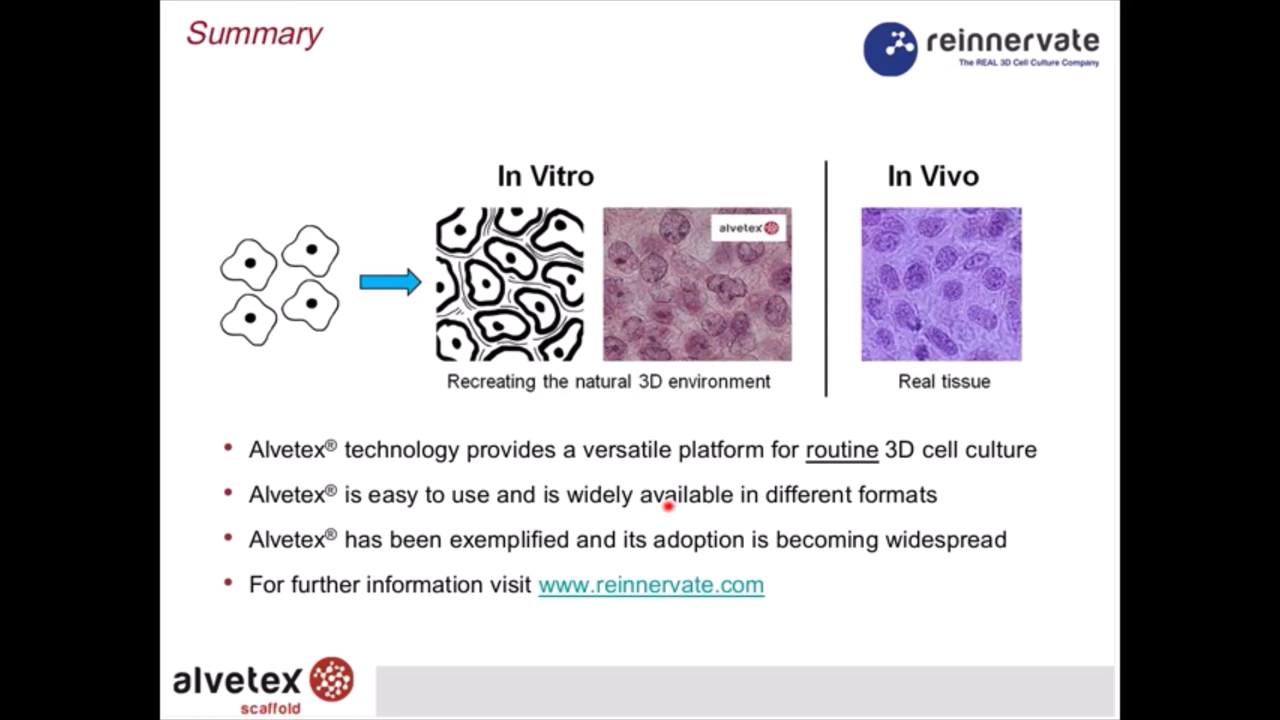 Summary
reinnervate
The REAL 3D Cell Culture Company
In Vitro
In Vivo
alvetex
Recreating the natural 3D environment
Real tissue
• Alvetex® technology provides a versatile platform for routine 3D cell culture
• Alvetex® is easy to use and is widely available in different formats
• Alvetex® has been exemplified and its adoption is becoming widespread
• For further information visit www.reinnervate.com
alvetex
scaffold